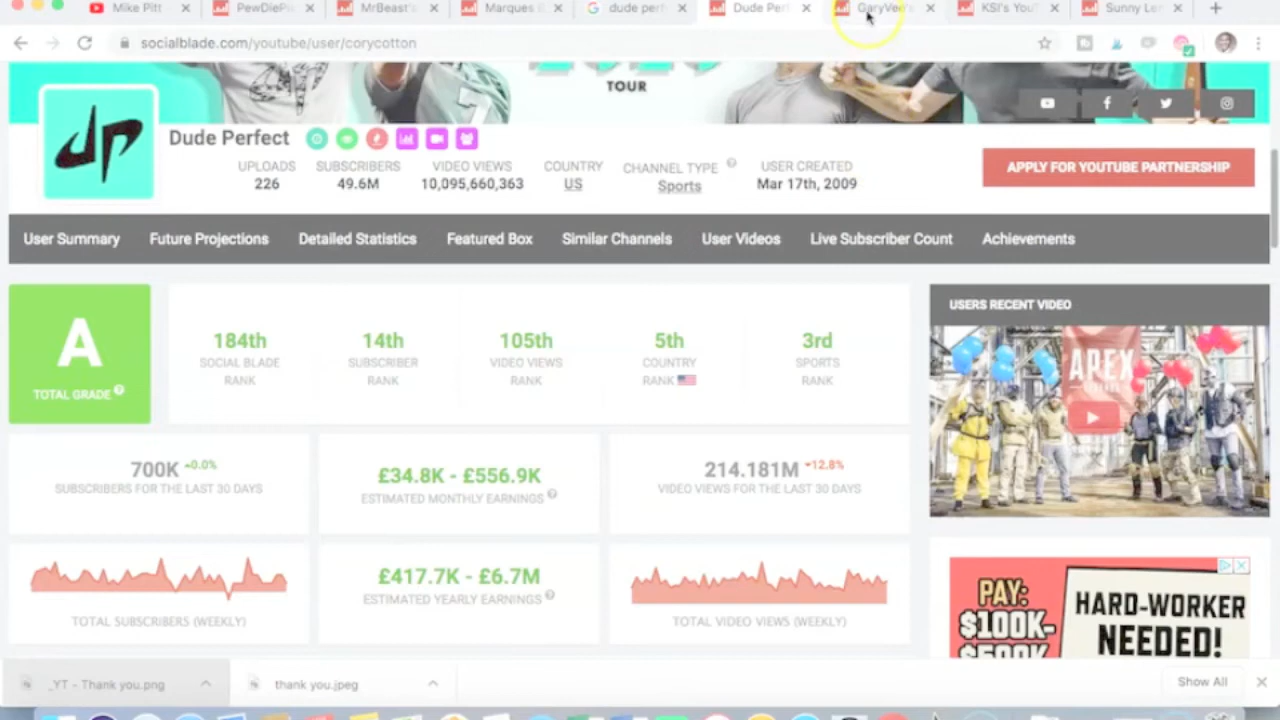 Mike Pitt
PewDiePi
MrBeast's
Marques B
dude perf
Dude Perf
GaryVee's
KSI's YouT
Sunny Len
socialblade.com/youtube/user/corycotton
TOUR
dp
Dude Perfect
UPLOADS
226
SUBSCRIBERS
49.6M
VIDEO VIEWS
10,095,660,363
COUNTRY
US
CHANNEL TYPE
Sports
USER CREATED
Mar 17th, 2009
APPLY FOR YOUTUBE PARTNERSHIP
User Summary
Future Projections
Detailed Statistics
Featured Box
Similar Channels
User Videos
Live Subscriber Count
Achievements
A
TOTAL GRADE
184th
SOCIAL BLADE
RANK
14th
SUBSCRIBER
RANK
105th
VIDEO VIEWS
RANK
5th
COUNTRY
RANK
3rd
SPORTS
RANK
USERS RECENT VIDEO
APEX
700K 0.0%
SUBSCRIBERS FOR THE LAST 30 DAYS
£34.8K - £556.9K
ESTIMATED MONTHLY EARNINGS
214.181M -12.8%
VIDEO VIEWS FOR THE LAST 30 DAYS
TOTAL SUBSCRIBERS (WEEKLY)
£417.7K - £6.7M
ESTIMATED YEARLY EARNINGS
TOTAL VIDEO VIEWS (WEEKLY)
PAY:
$100K-
$500K
HARD-WORKER
NEEDED!
_YT - Thank you.png
thank you.jpeg
Show All